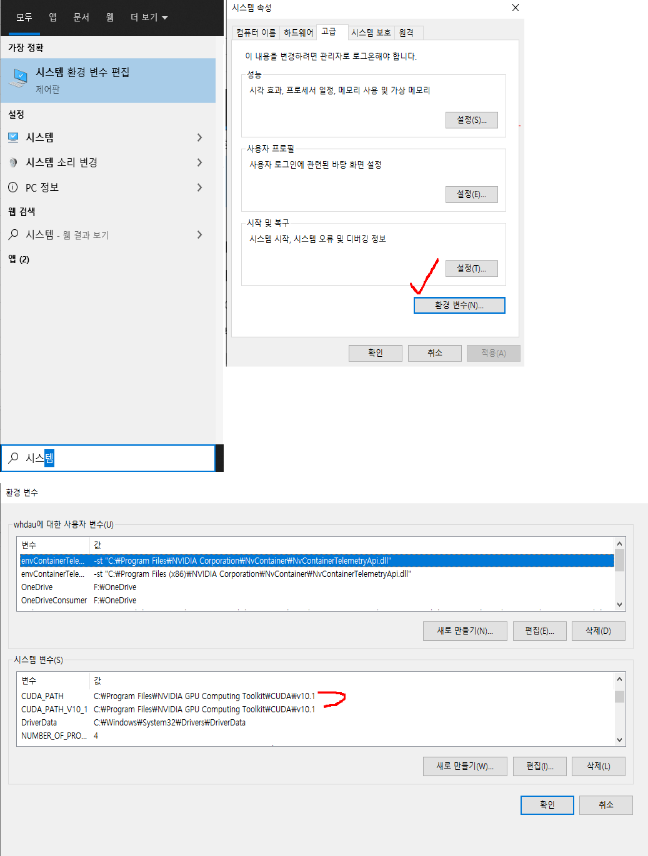 모두 앱 문서 웹 더 보기
가장 정확
시스템 환경 변수 편집
제어판
설정
시스템
시스템 소리 변경
PC 정보
웹 검색
시스템 - 웹 결과 보기
앱 (2)
시스템
시스템 속성
컴퓨터 이름 하드웨어 고급 시스템 보호 원격
이 내용을 변경하려면 관리자로 로그온해야 합니다.
성능
시각 효과, 프로세서 일정, 메모리 사용 및 가상 메모리
설정(S)...
사용자 프로필
사용자 로그인에 관련된 바탕 화면 설정
설정(E)...
시작 및 복구
시스템 시작, 시스템 오류 및 디버깅 정보
설정(T)...
환경 변수(N)...
확인 취소 적용(A)
환경 변수
whdau에 대한 사용자 변수(U)
변수 값
envContainerTele... -st "C:₩Program Files₩NVIDIA Corporation₩NvContainer₩NvContainerTelemetryApi.dll"
envContainerTele... -st "C:₩Program Files (x86)₩NVIDIA Corporation₩NvContainer₩NvContainerTelemetryApi.dll"
OneDrive F:₩OneDrive
OneDriveConsumer F:₩OneDrive
새로 만들기(N)... 편집(E)... 삭제(D)
시스템 변수(S)
변수 값
CUDA_PATH C:₩Program Files₩NVIDIA GPU Computing Toolkit₩CUDA₩v10.1
CUDA_PATH_V10_1 C:₩Program Files₩NVIDIA GPU Computing Toolkit₩CUDA₩v10.1
DriverData C:₩Windows₩System32₩Drivers₩DriverData
NUMBER_OF_PRO... 4
새로 만들기(W)... 편집(I)... 삭제(L)
확인 취소